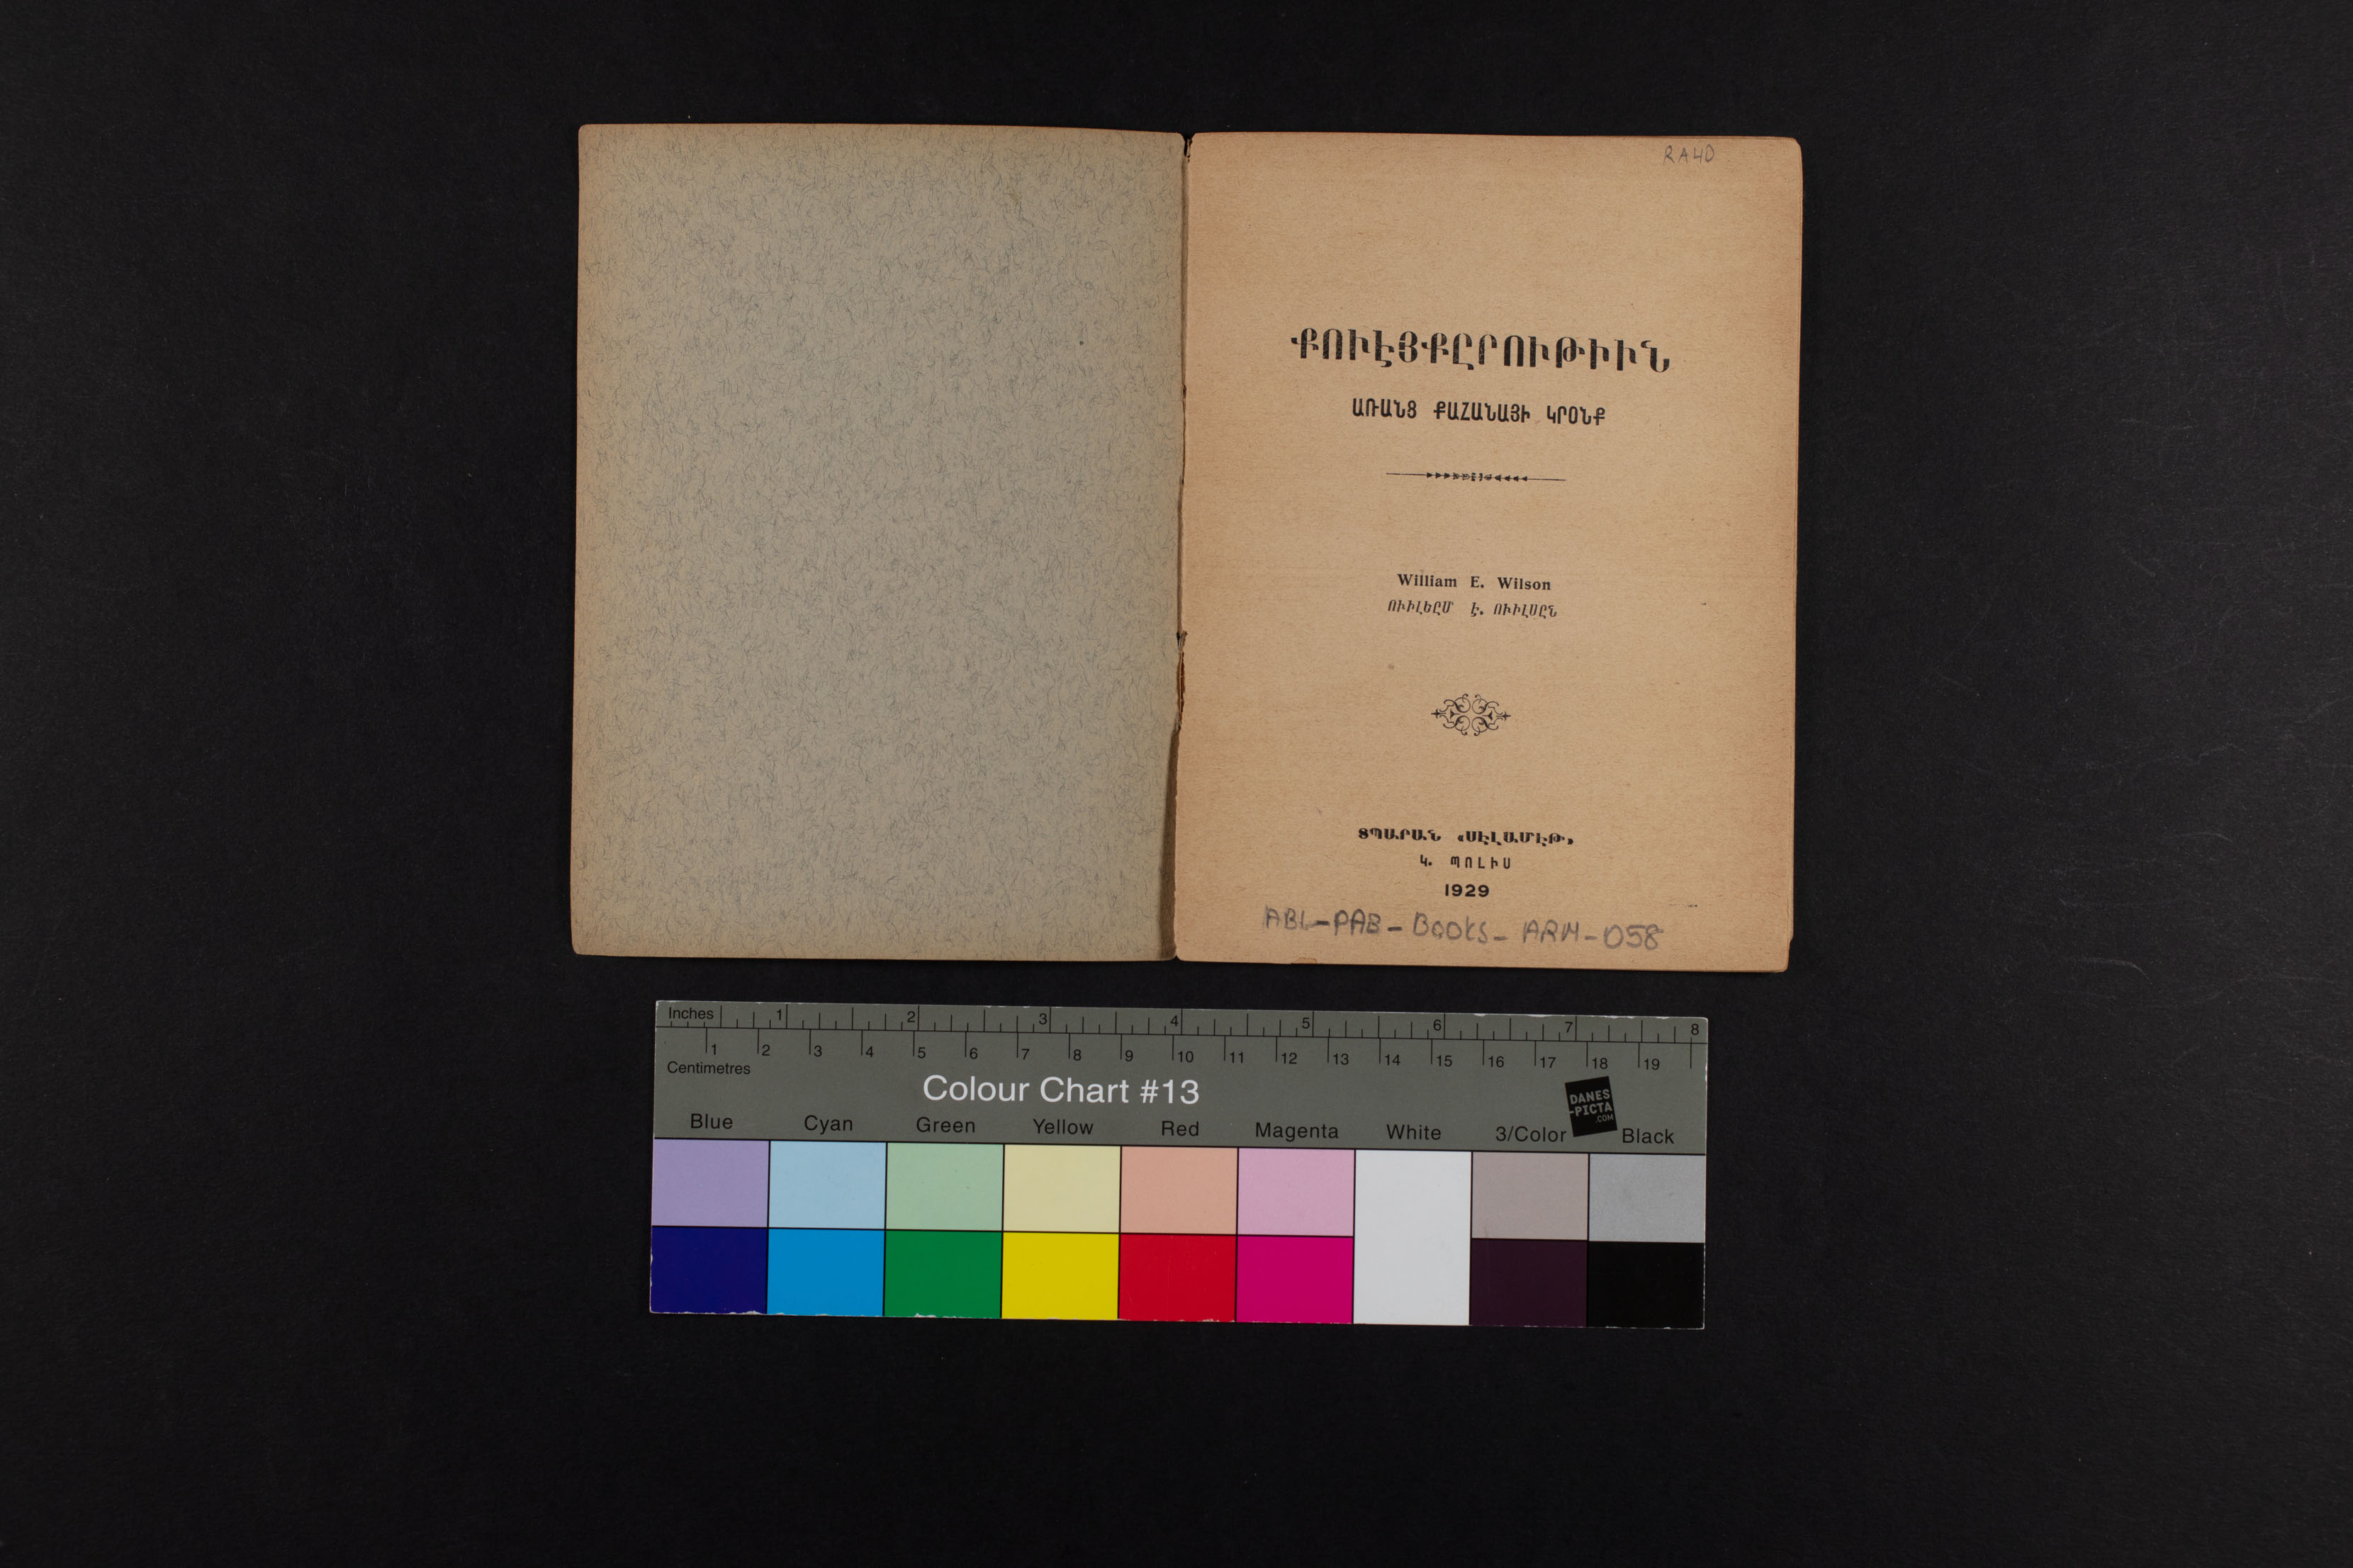 RA40
ՔՈՒԷՅՔԸՐՈՒԹԻՒՆ
ԱՌԱՆՑ ՔԱՀԱՆԱՅԻ ԿՐՕՆՔ
William E. Wilson
ՈՒԻԼԵԸՄ Է. ՈՒԻԼՍԸՆ
ՏՊԱՐԱՆ «ՍԷԼԱՄԷԹ»
Կ. ՊՈԼԻՍ
1929
ABL-PAB-BOOKS-ARM-058
Inches 1 2 3 4 5 6 7 8
1 2 3 4 5 6 7 8 9 10 11 12 13 14 15 16 17 18 19
Centimetres
Colour Chart #13
DANES
-PICTA
.COM
Blue Cyan Green Yellow Red Magenta White 3/Color Black